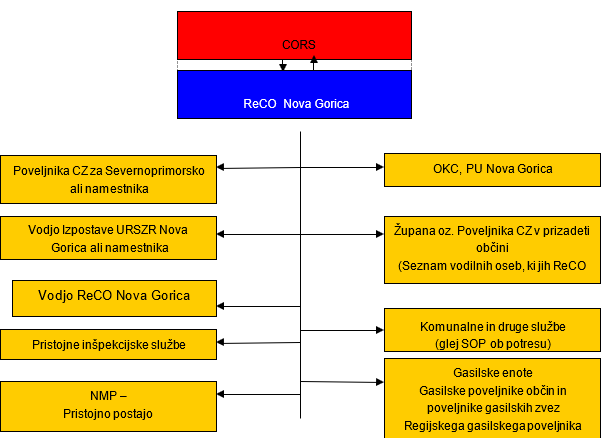 CORS
ReCO Nova Gorica
Poveljnika CZ za Severnoprimorsko
ali namestnika
OKC, PU Nova Gorica
Vodjo Izpostave URSZR Nova
Gorica ali namestnika
Župana oz. Poveljnika CZ v prizadeti
občini
(Seznam vodilnih oseb, ki jih ReCO
Vodjo ReCO Nova Gorica
Komunalne in druge službe
(glej SOP ob potresu)
Pristojne inšpekcijske službe
Gasilske enote
Gasilske poveljnike občin in
poveljnike gasilskih zvez
Regijskega gasilskega poveljnika
NMP –
Pristojno postajo